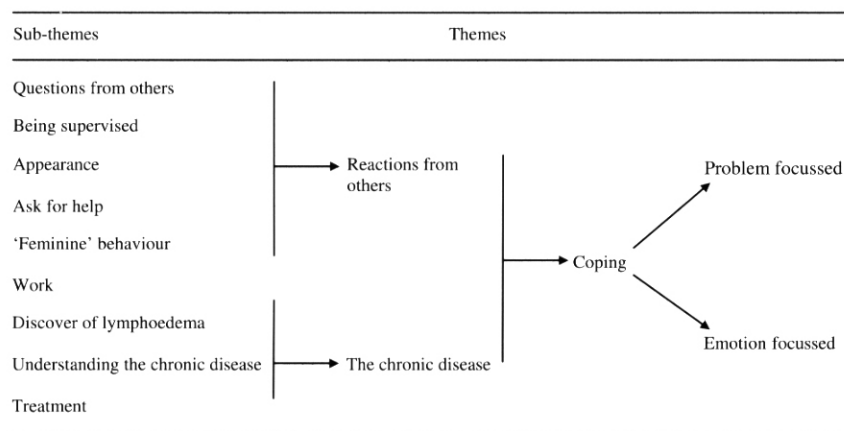 Sub-themes Themes
Questions from others
Being supervised
Appearance
Ask for help
‘Feminine’ behaviour
Work
Discover of lymphoedema
Understanding the chronic disease
Treatment
Reactions from
others
The chronic disease
Coping
Problem focussed
Emotion focussed